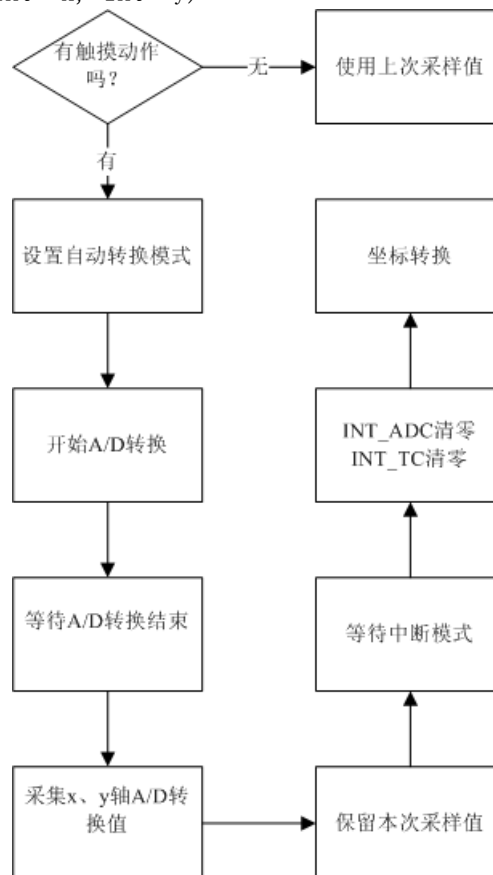 有触摸动作
吗？
无
使用上次采样值
有
设置自动转换模式
坐标转换
开始A/D转换
INT_ADC清零
INT_TC清零
等待A/D转换结束
等待中断模式
采集x、y轴A/D转
换值
保留本次采样值